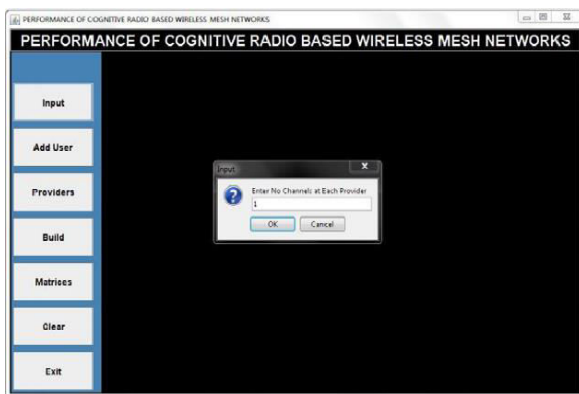 PERFORMANCE OF COGNITIVE RADIO BASED WIRELESS MESH NETWORKS
PERFORMANCE OF COGNITIVE RADIO BASED WIRELESS MESH NETWORKS
Input
Add User
Providers
Build
Matrices
Clear
Exit
Input
X
Enter No Channels at Each Provider
1
OK
Cancel